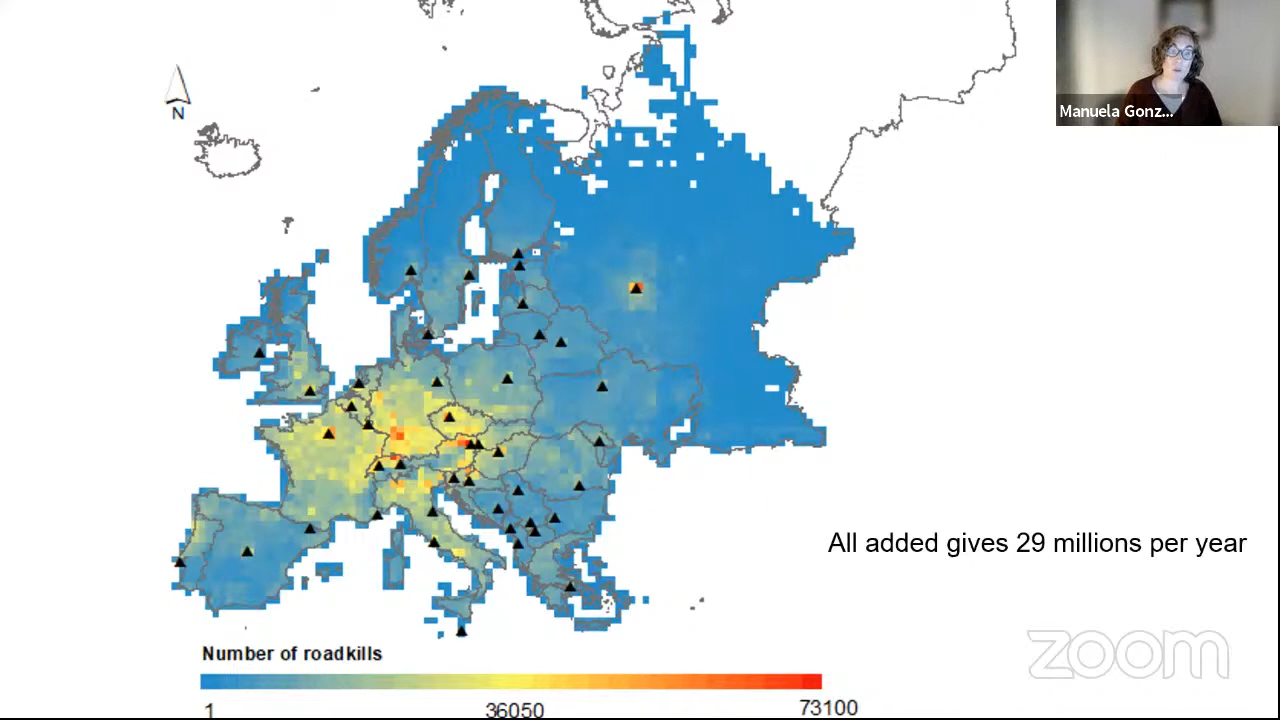 Manuela Gonz...
N
All added gives 29 millions per year
zoom
Number of roadkills
1 36050 73100